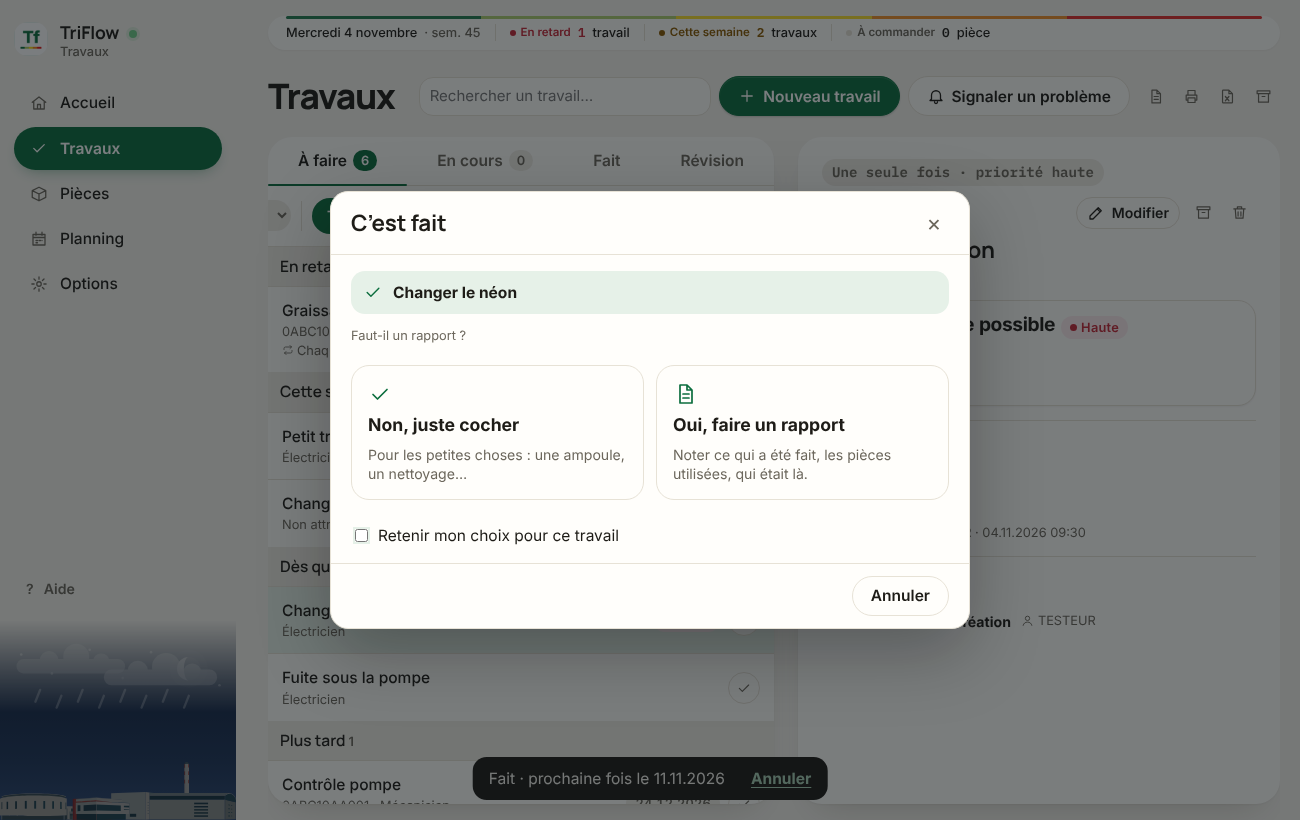 Tf
TriFlow
Travaux
Accueil
Travaux
Pièces
Planning
Options
? Aide
Mercredi 4 novembre · sem. 45
En retard 1 travail
Cette semaine 2 travaux
À commander 0 pièce
Travaux
Rechercher un travail...
+ Nouveau travail
Signaler un problème
À faire 6
En cours 0
Fait
Révision
En reta
Graiss
0ABC10
Chaq
Cette s
Petit tr
Électrici
Chang
Non attr
Dès qu
Chang
Électricien
Fuite sous la pompe
Électricien
Plus tard 1
Contrôle pompe
Une seule fois · priorité haute
Modifier
on
e possible Haute
· 04.11.2026 09:30
réation TESTEUR
C'est fait
Changer le néon
Faut-il un rapport ?
Non, juste cocher
Pour les petites choses : une ampoule,
un nettoyage...
Oui, faire un rapport
Noter ce qui a été fait, les pièces
utilisées, qui était là.
Retenir mon choix pour ce travail
Annuler
Fait · prochaine fois le 11.11.2026 Annuler